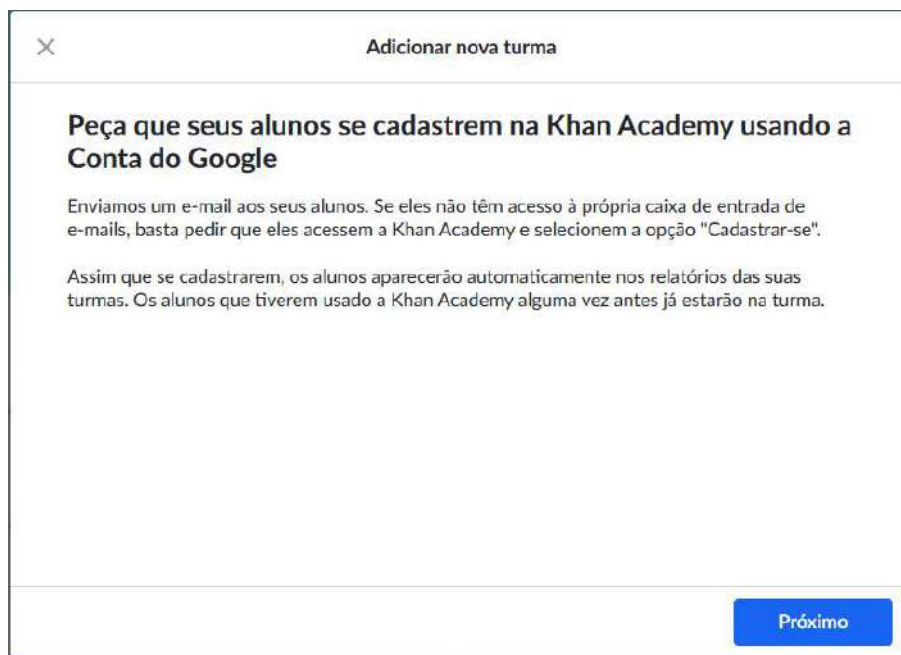 Adicionar nova turma
Peça que seus alunos se cadastrem na Khan Academy usando a
Conta do Google
Enviamos um e-mail aos seus alunos. Se eles não têm acesso à própria caixa de entrada de
e-mails, basta pedir que eles acessem a Khan Academy e selecionem a opção "Cadastrar-se".
Assim que se cadastrarem, os alunos aparecerão automaticamente nos relatórios das suas
turmas. Os alunos que tiverem usado a Khan Academy alguma vez antes já estarão na turma.
Próximo